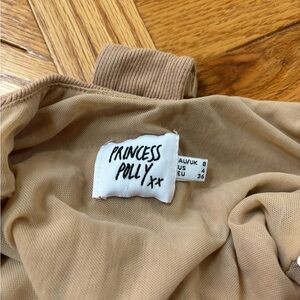 PRINCESS
POLLY
xx
AU/UK 8
US 4
EU 36